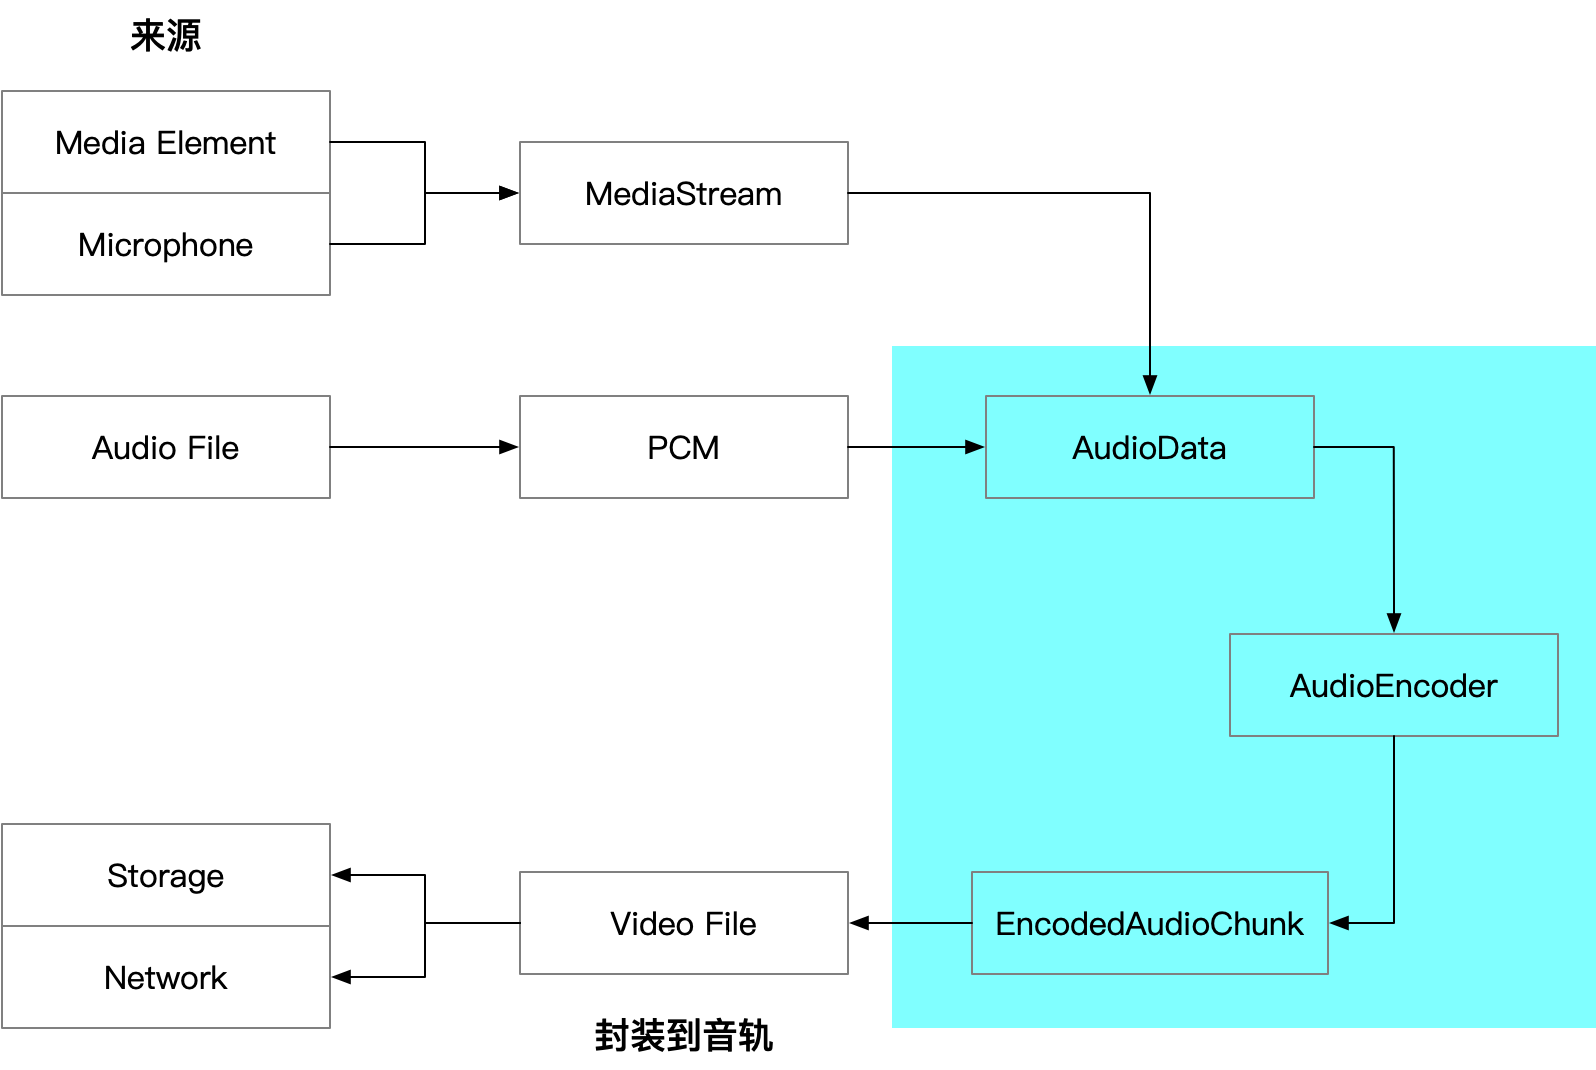 来源
Media Element
MediaStream
Microphone
Audio File
PCM
AudioData
AudioEncoder
Storage
Video File
EncodedAudioChunk
Network
封装到音轨